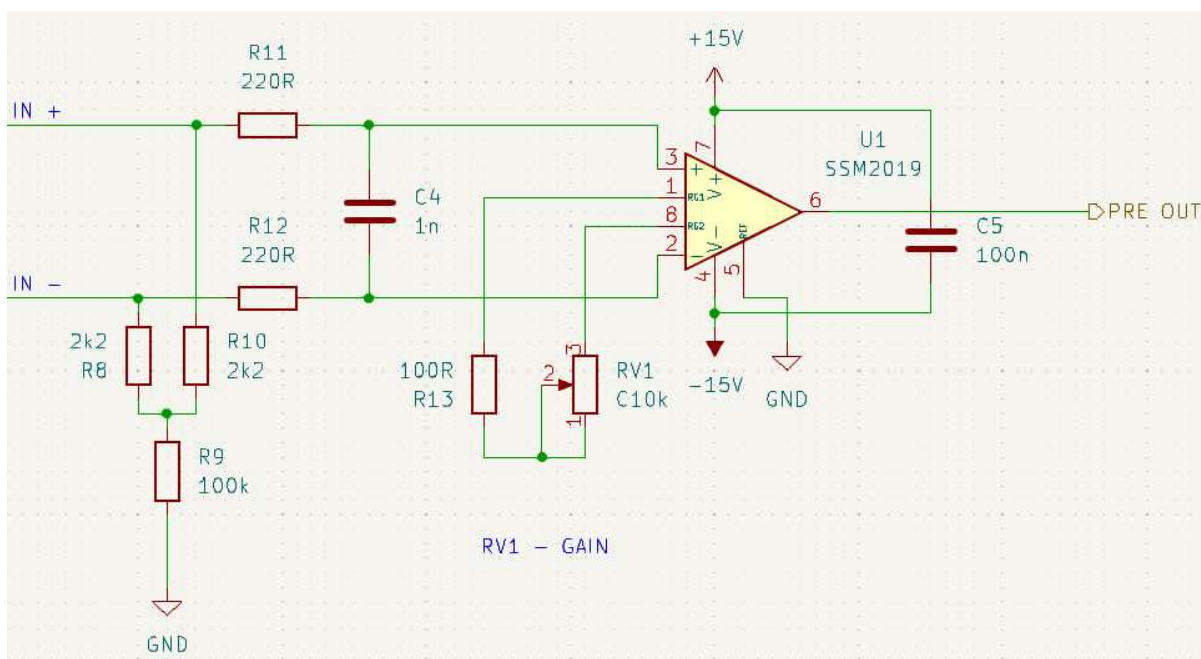 R11
220R
IN +
+15V
U1
SSM2019
3
7
+
V+
1
RG1
8
RG2
6
PRE OUT
2
-
V-
REF
4
5
C4
1n
C5
100n
R12
220R
IN -
2k2
R8
R10
2k2
100R
R13
3
2
1
RV1
C10k
-15V
GND
R9
100k
RV1 - GAIN
GND